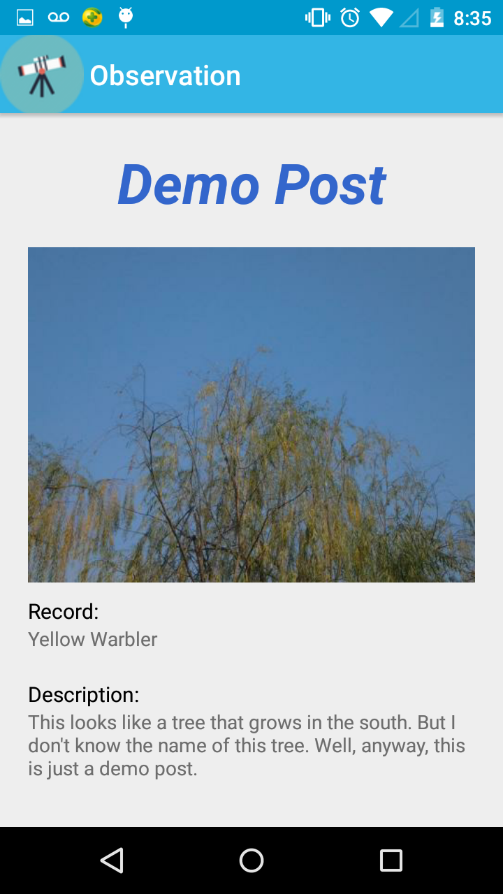 8:35
Observation
Demo Post
Record:
Yellow Warbler
Description:
This looks like a tree that grows in the south. But I
don't know the name of this tree. Well, anyway, this
is just a demo post.